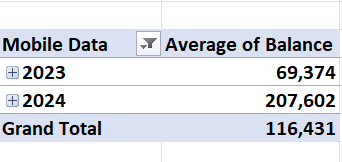 Mobile Data Average of Balance
2023 69,374
2024 207,602
Grand Total 116,431